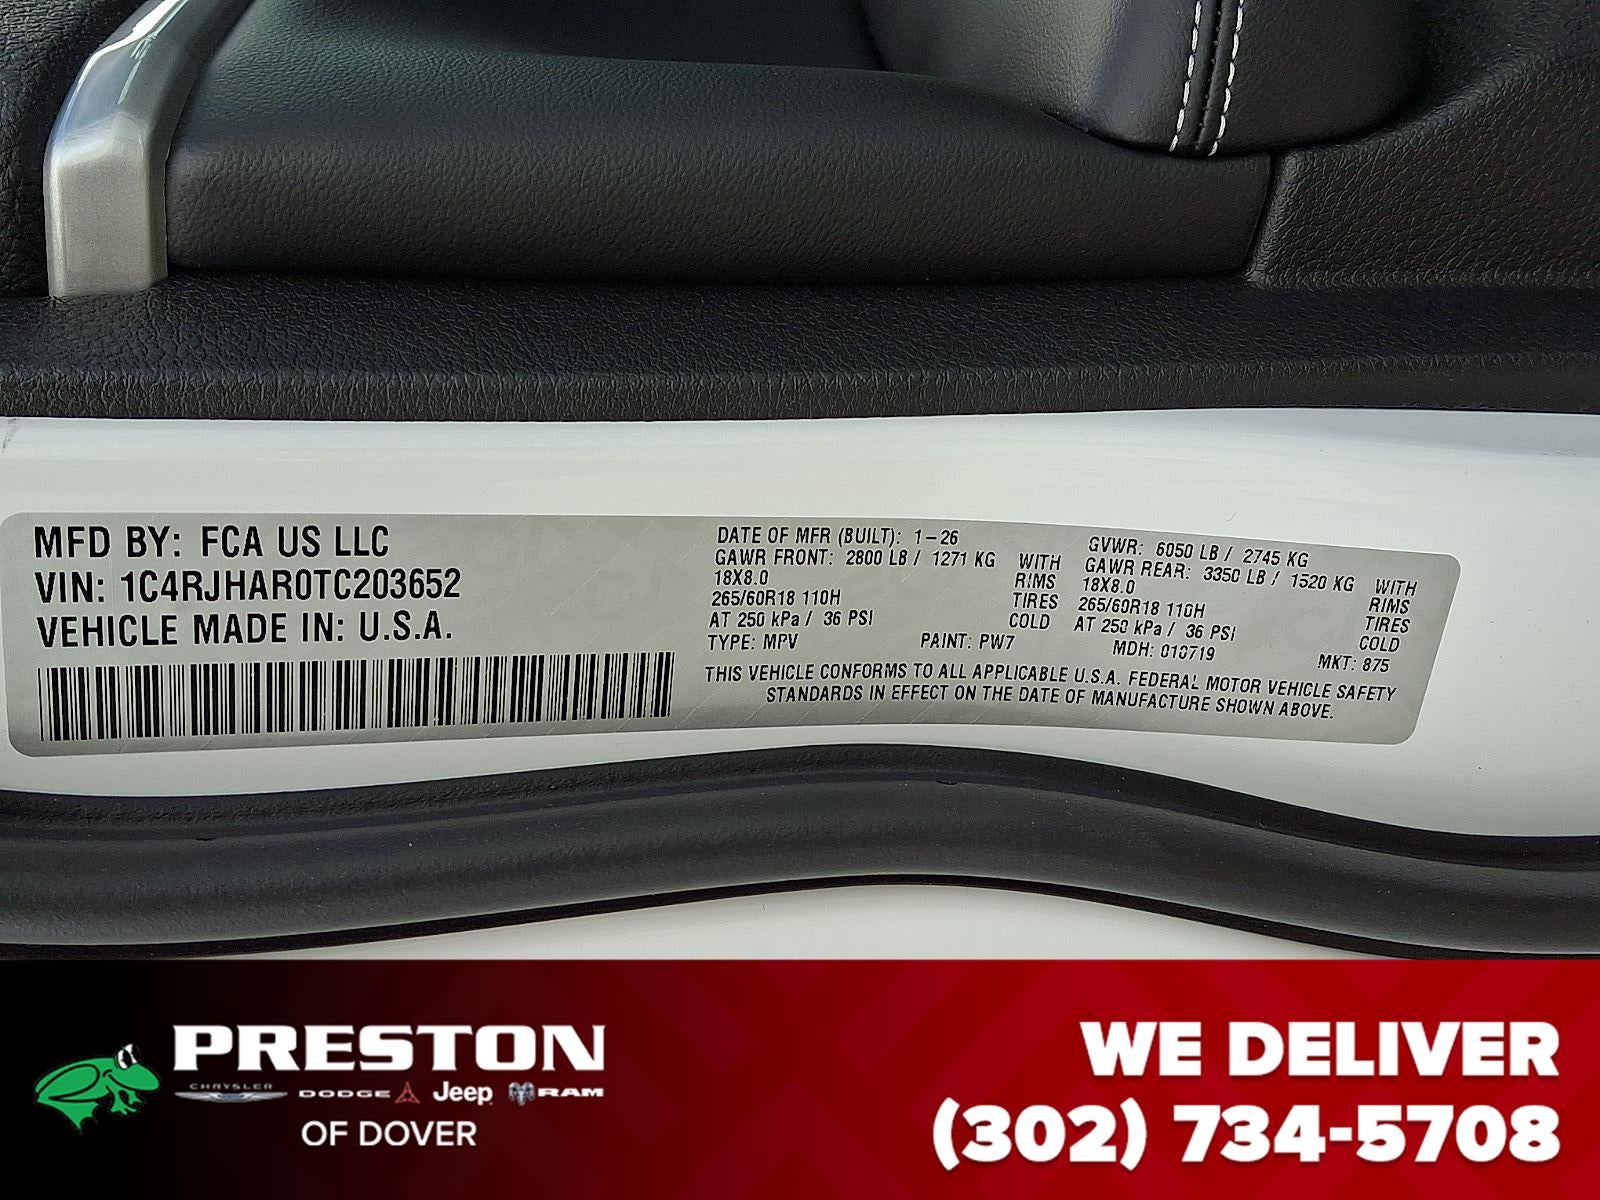 MFD BY: FCA US LLC
VIN: 1C4RJHAR0TC203652
VEHICLE MADE IN: U.S.A.
DATE OF MFR (BUILT): 1-26
GAWR FRONT: 2800 LB / 1271 KG WITH
18X8.0 RIMS
265/60R18 110H TIRES
AT 250 kPa / 36 PSI COLD
TYPE: MPV PAINT: PW7
GVWR: 6050 LB / 2745 KG
GAWR REAR: 3350 LB / 1520 KG WITH
18X8.0 RIMS
265/60R18 110H TIRES
AT 250 kPa / 36 PSI COLD
MDH: 010719 MKT: 875
THIS VEHICLE CONFORMS TO ALL APPLICABLE U.S.A. FEDERAL MOTOR VEHICLE SAFETY
STANDARDS IN EFFECT ON THE DATE OF MANUFACTURE SHOWN ABOVE.
PRESTON
CHRYSLER DODGE Jeep RAM
OF DOVER
WE DELIVER
(302) 734-5708